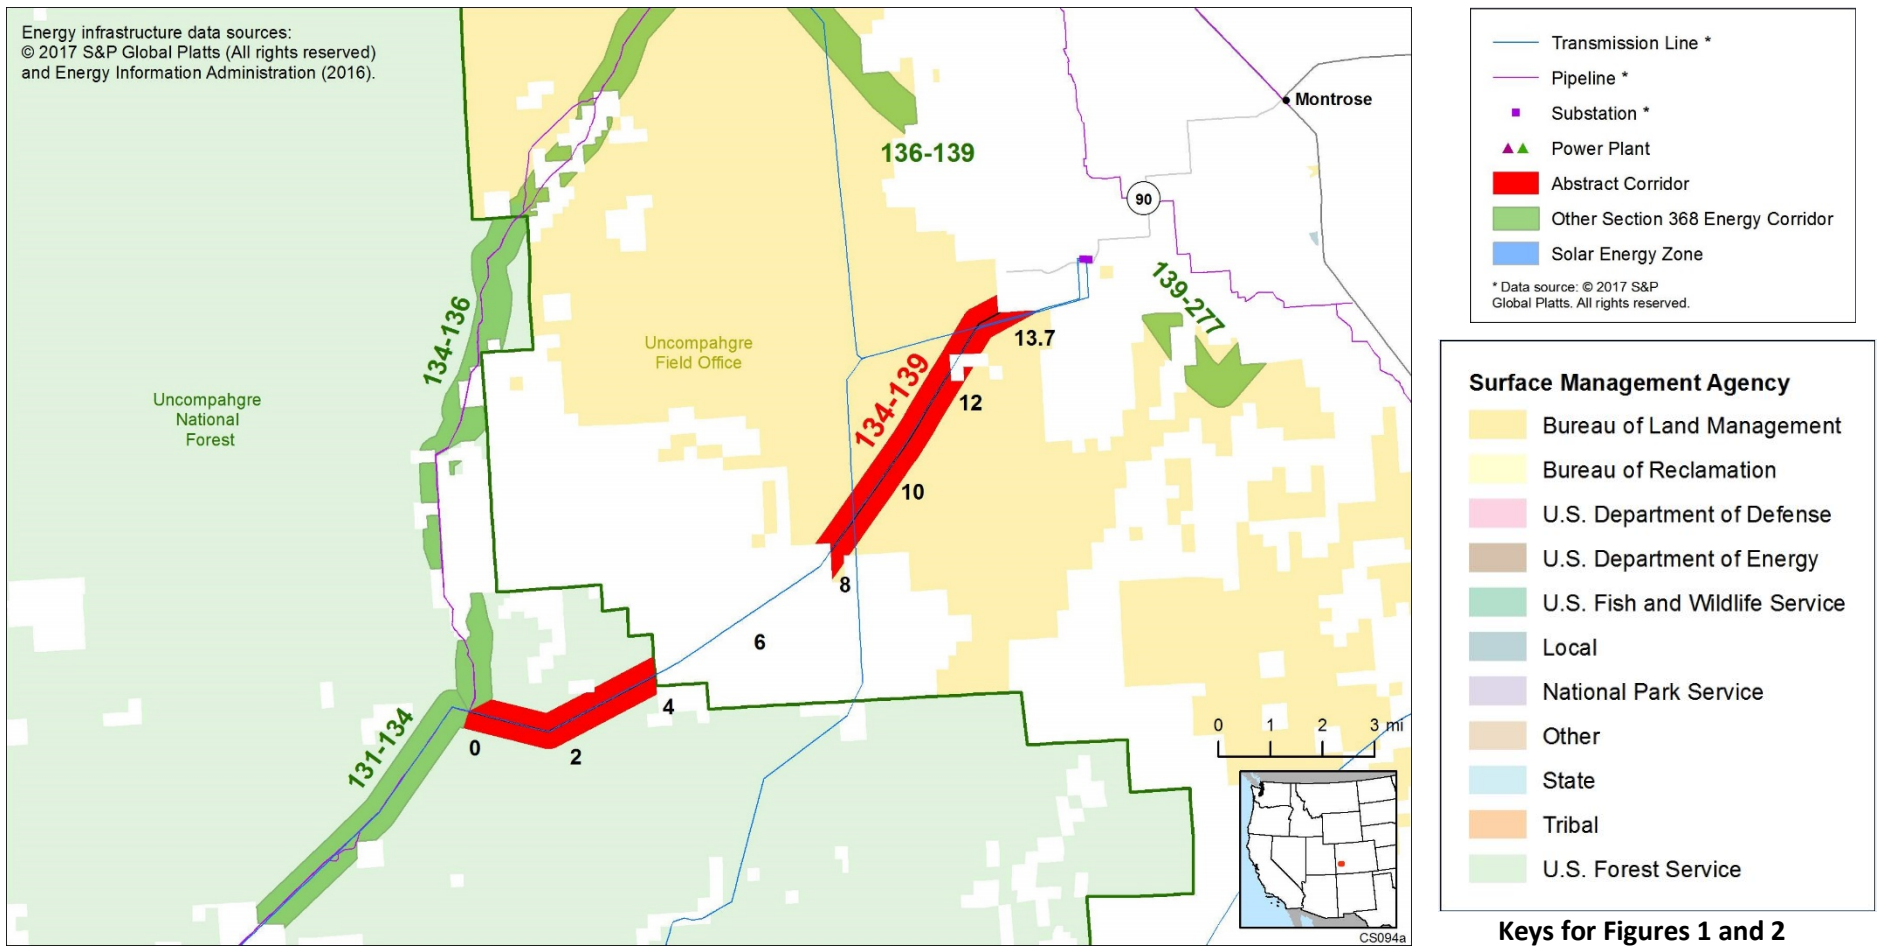 Energy infrastructure data sources:
© 2017 S&P Global Platts (All rights reserved)
and Energy Information Administration (2016).
Montrose
136-139
90
139-277
134-136
Uncompahgre
Field Office
13.7
134-139
12
Uncompahgre
National
Forest
10
8
6
4
131-134
0
2
0 1 2 3 mi
CS094a
Transmission Line *
Pipeline *
Substation *
Power Plant
Abstract Corridor
Other Section 368 Energy Corridor
Solar Energy Zone
* Data source: © 2017 S&P
Global Platts. All rights reserved.
Surface Management Agency
Bureau of Land Management
Bureau of Reclamation
U.S. Department of Defense
U.S. Department of Energy
U.S. Fish and Wildlife Service
Local
National Park Service
Other
State
Tribal
U.S. Forest Service
Keys for Figures 1 and 2